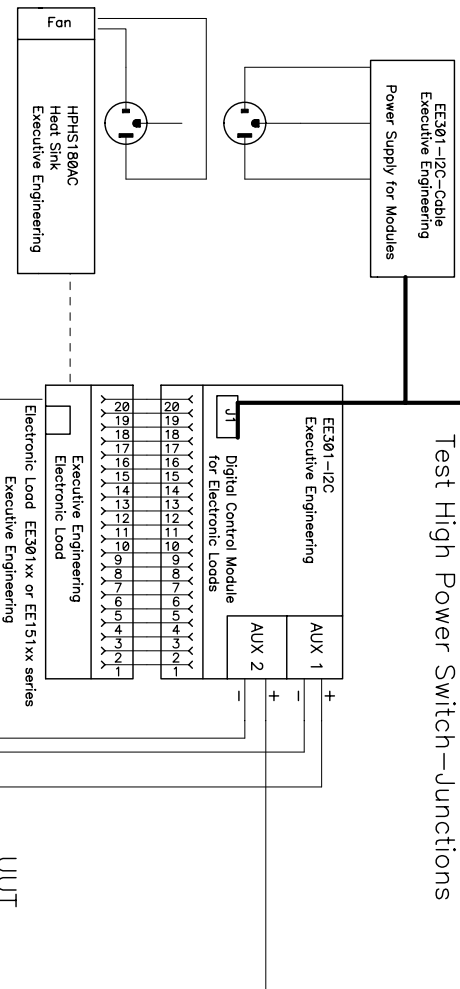 Test High Power Switch-Junctions
EE301-I2C-Cable
Executive Engineering
Power Supply for Modules
Fan
HPHS180AC
Heat Sink
Executive Engineering
EE301-I2C
Executive Engineering
J1
Digital Control Module
for Electronic Loads
AUX 1
AUX 2
+
-
+
-
20
19
18
17
16
15
14
13
12
11
10
9
8
7
6
5
4
3
2
1
20
19
18
17
16
15
14
13
12
11
10
9
8
7
6
5
4
3
2
1
Executive Engineering
Electronic Load
Electronic Load EE301xx or EE151xx series
Executive Engineering
UUT